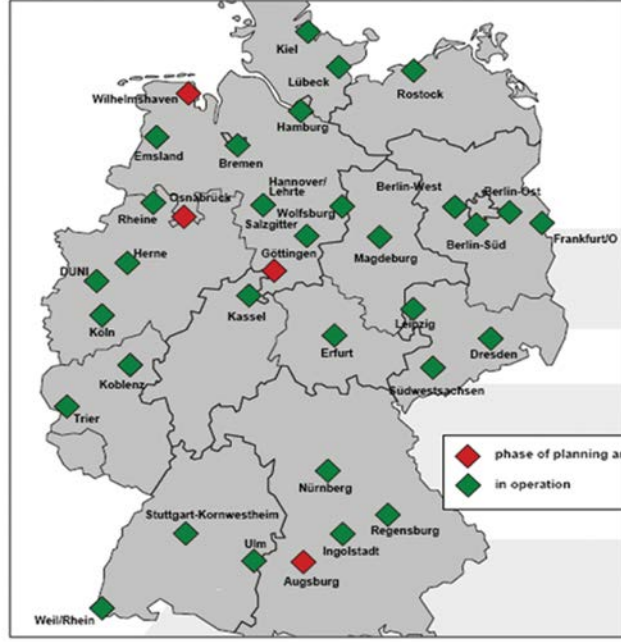 Kiel
Lübeck
Rostock
Wilhelmshaven
Hamburg
Emsland
Bremen
Hannover/
Lehrte
Berlin-West
Berlin-Ost
Osnabrück
Rheine
Wolfsburg
Salzgitter
Frankfurt/O
Berlin-Süd
Magdeburg
Göttingen
Herne
DUNI
Kassel
Köln
Leipzig
Erfurt
Dresden
Koblenz
Südwestsachsen
Trier
phase of planning an
in operation
Nürnberg
Stuttgart-Kornwestheim
Regensburg
Ulm
Ingolstadt
Augsburg
Weil/Rhein